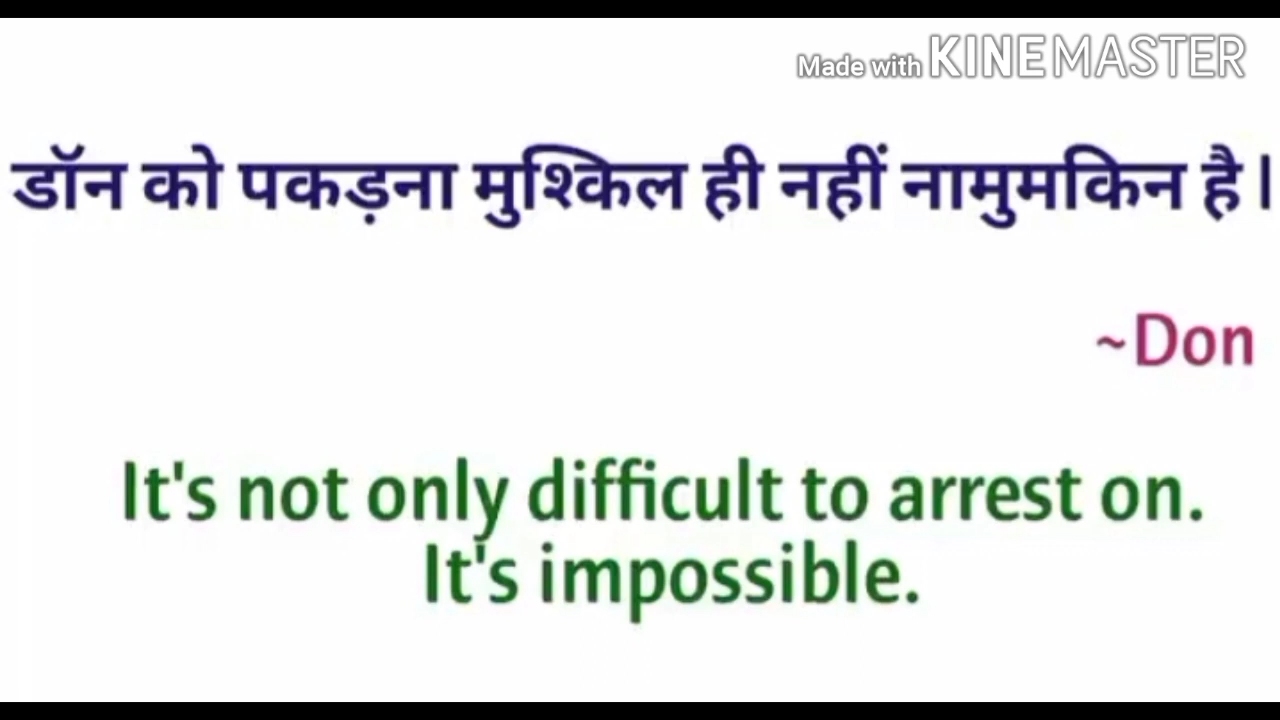 Made with KINEMASTER
डॉन को पकड़ना मुश्किल ही नहीं नामुमकिन है।
~Don
It's not only difficult to arrest on.
It's impossible.